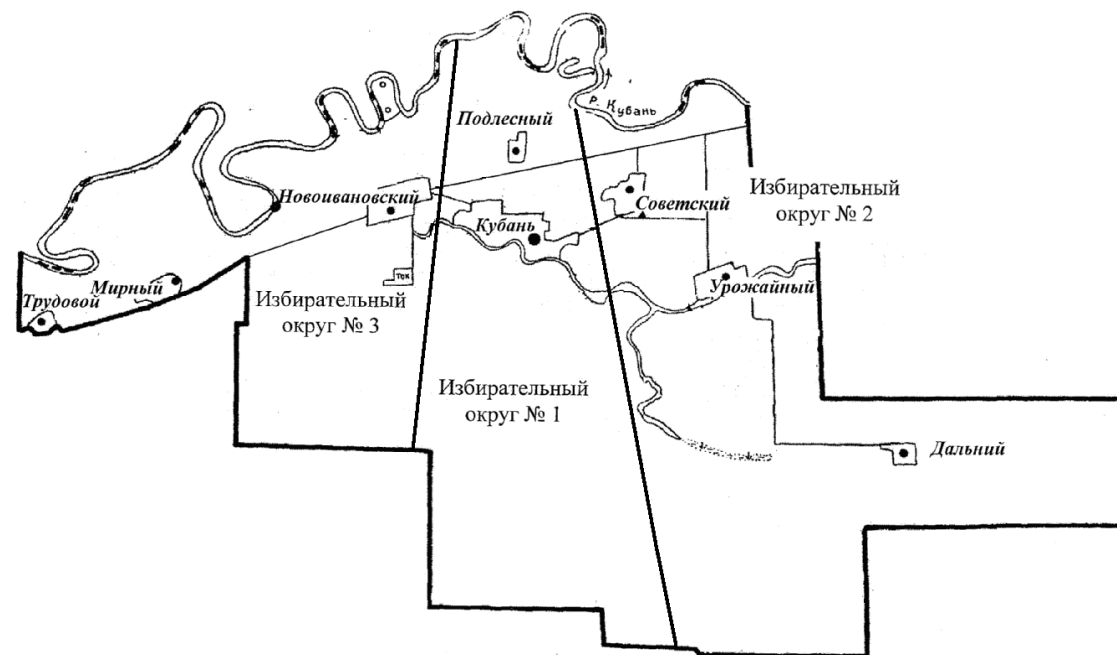 р. Кубань
Подлесный
Новоивановский
Советский
Избирательный
округ № 2
Кубань
ток
Мирный
Трудовой
Урожайный
Избирательный
округ № 3
Избирательный
округ № 1
Дальний